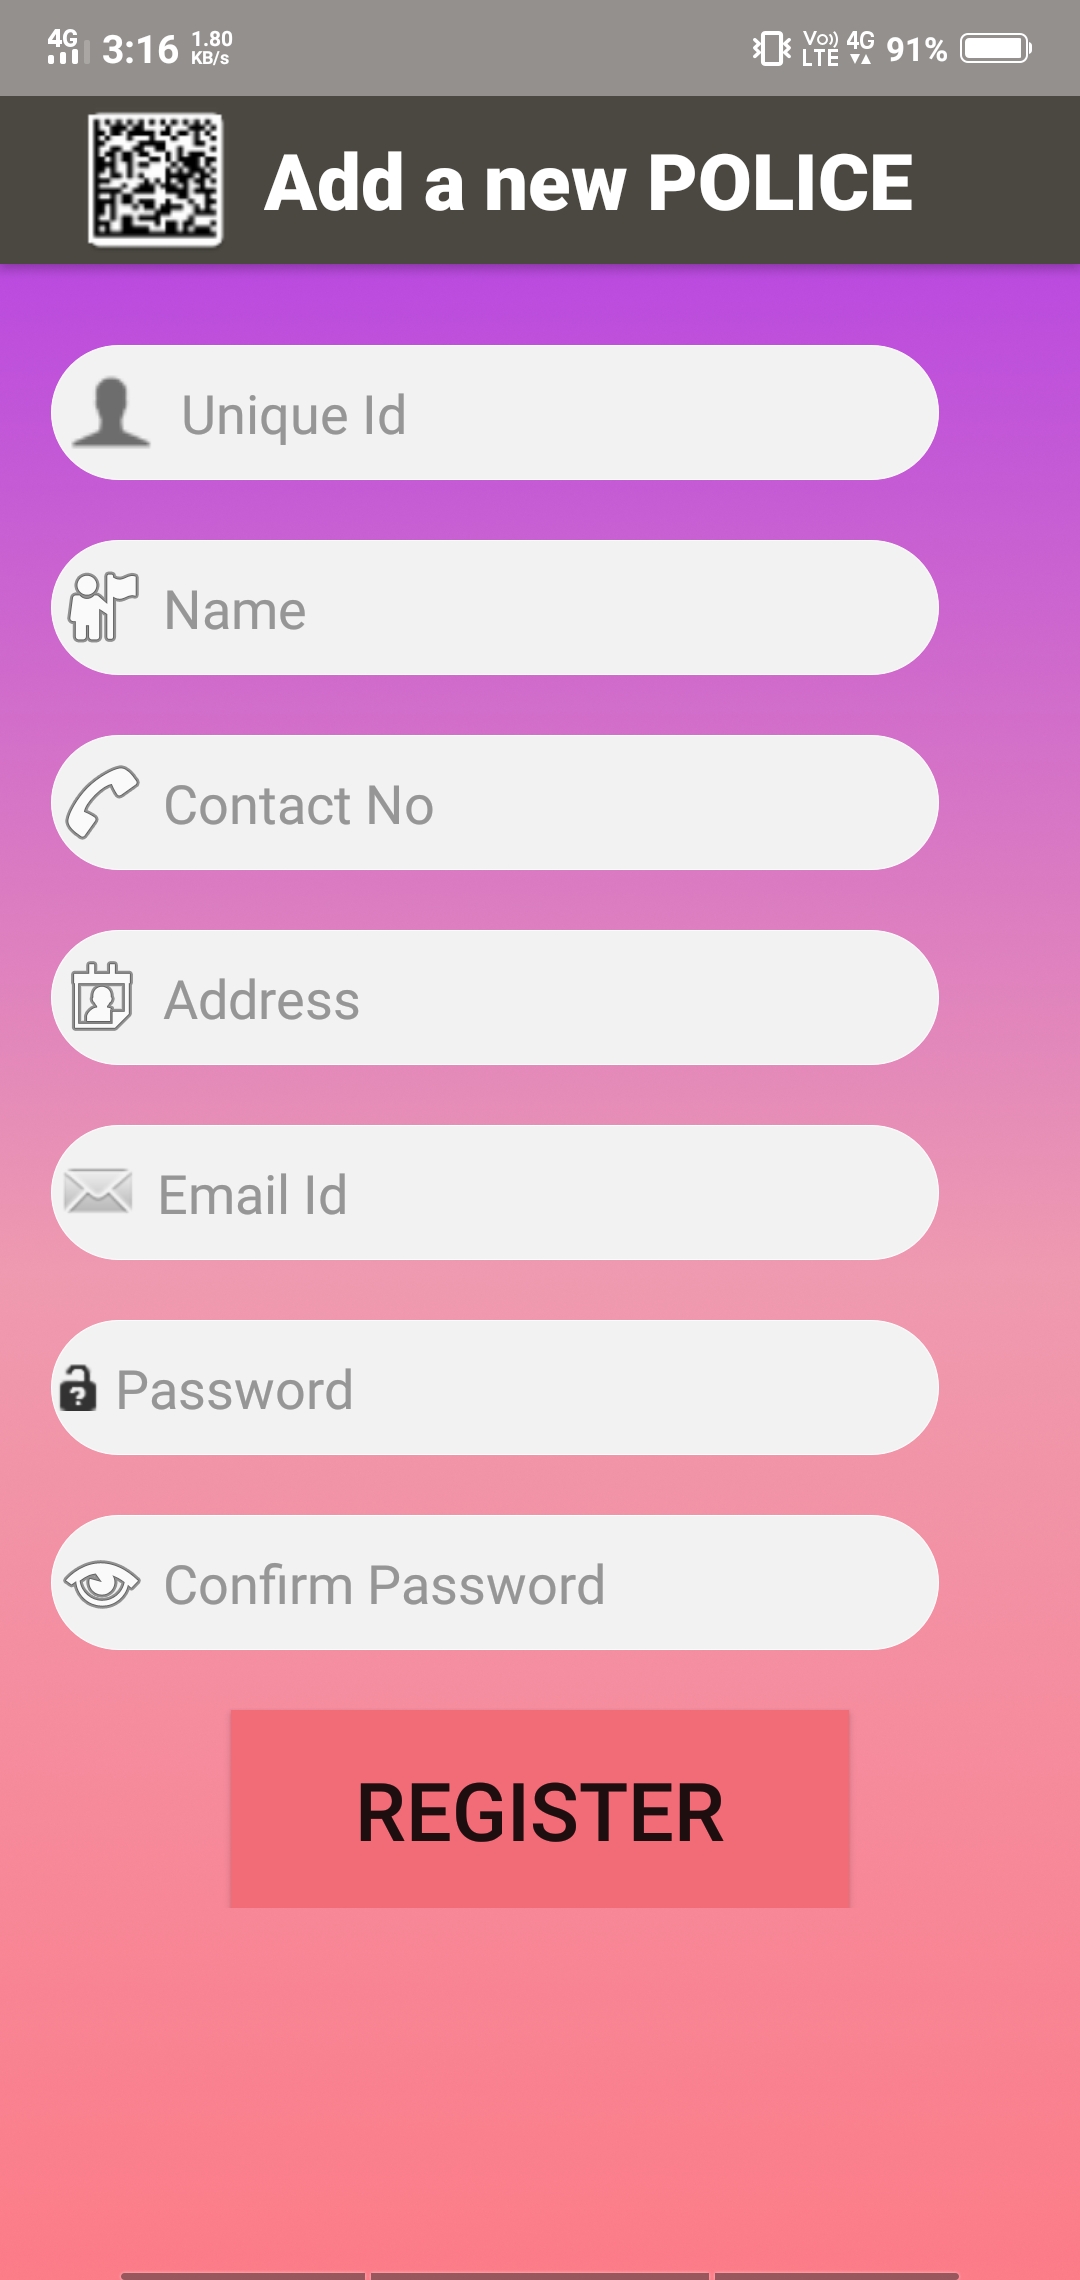 4G 3:16 1.80 KB/s Vo)) LTE 4G 91%
Add a new POLICE
Unique Id
Name
Contact No
Address
Email Id
Password
Confirm Password
REGISTER